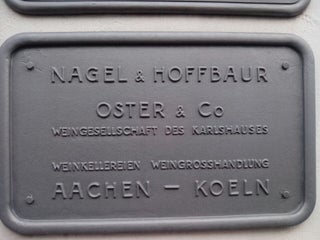 NAGEL & HOFFBAUR
OSTER & Co
WEINGESELLSCHAFT DES KARLSHAUSES
WEINKELLEREIEN WEINGROSSHANDLUNG
AACHEN – KOELN